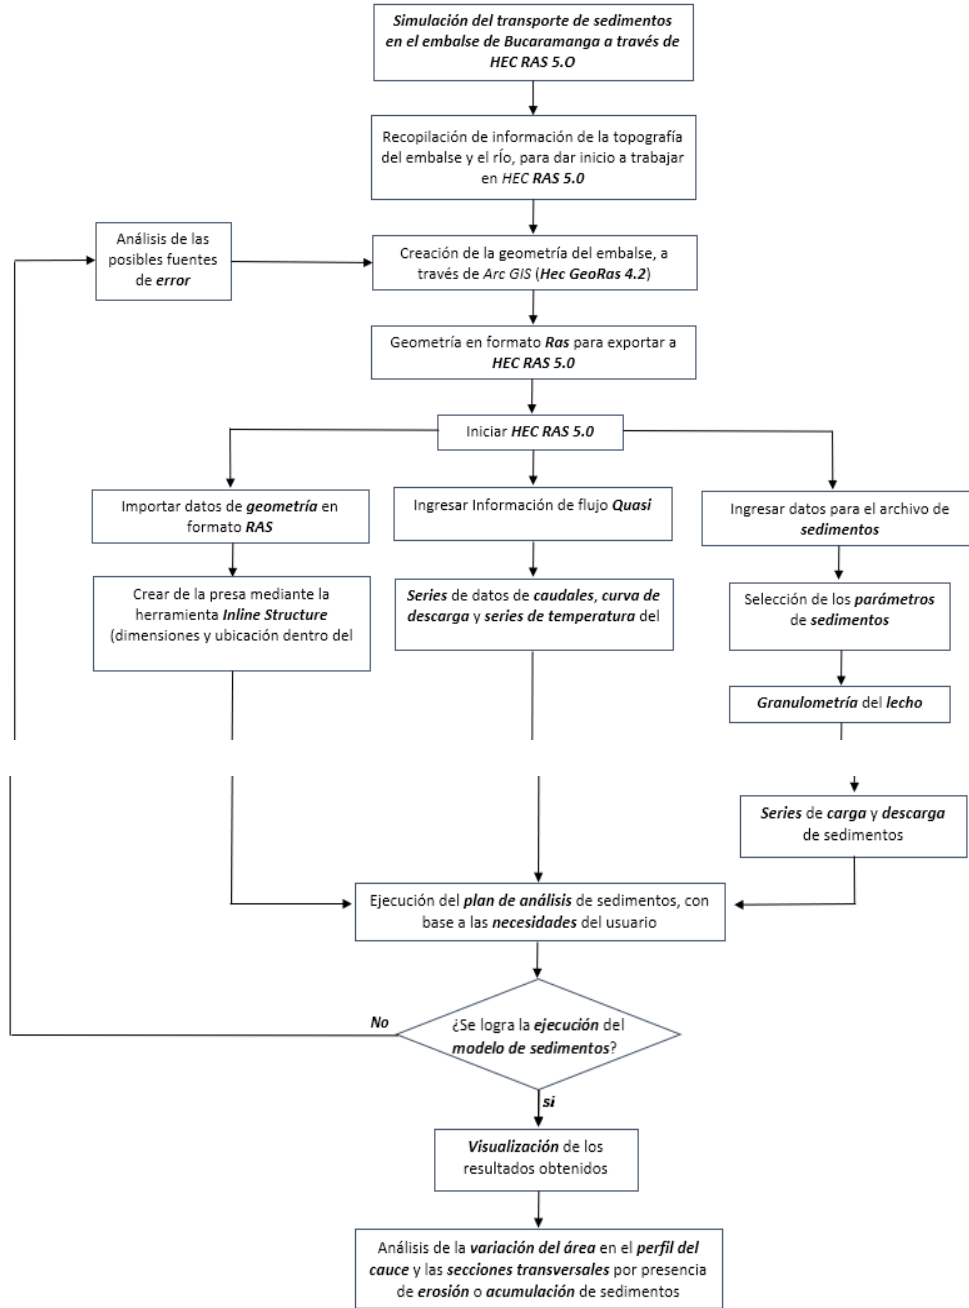 Simulación del transporte de sedimentos
en el embalse de Bucaramanga a través de
HEC RAS 5.O
Recopilación de información de la topografía
del embalse y el rÍo, para dar inicio a trabajar
en HEC RAS 5.0
Análisis de las
posibles fuentes
de error
Creación de la geometría del embalse, a
través de Arc GIS (Hec GeoRas 4.2)
Geometría en formato Ras para exportar a
HEC RAS 5.0
Iniciar HEC RAS 5.0
Importar datos de geometría en
formato RAS
Ingresar Información de flujo Quasi
Ingresar datos para el archivo de
sedimentos
Crear de la presa mediante la
herramienta Inline Structure
(dimensiones y ubicación dentro del
Series de datos de caudales, curva de
descarga y series de temperatura del
Selección de los parámetros
de sedimentos
Granulometría del lecho
Series de carga y descarga
de sedimentos
Ejecución del plan de análisis de sedimentos, con
base a las necesidades del usuario
No
¿Se logra la ejecución del
modelo de sedimentos?
si
Visualización de los
resultados obtenidos
Análisis de la variación del área en el perfil del
cauce y las secciones transversales por presencia
de erosión o acumulación de sedimentos